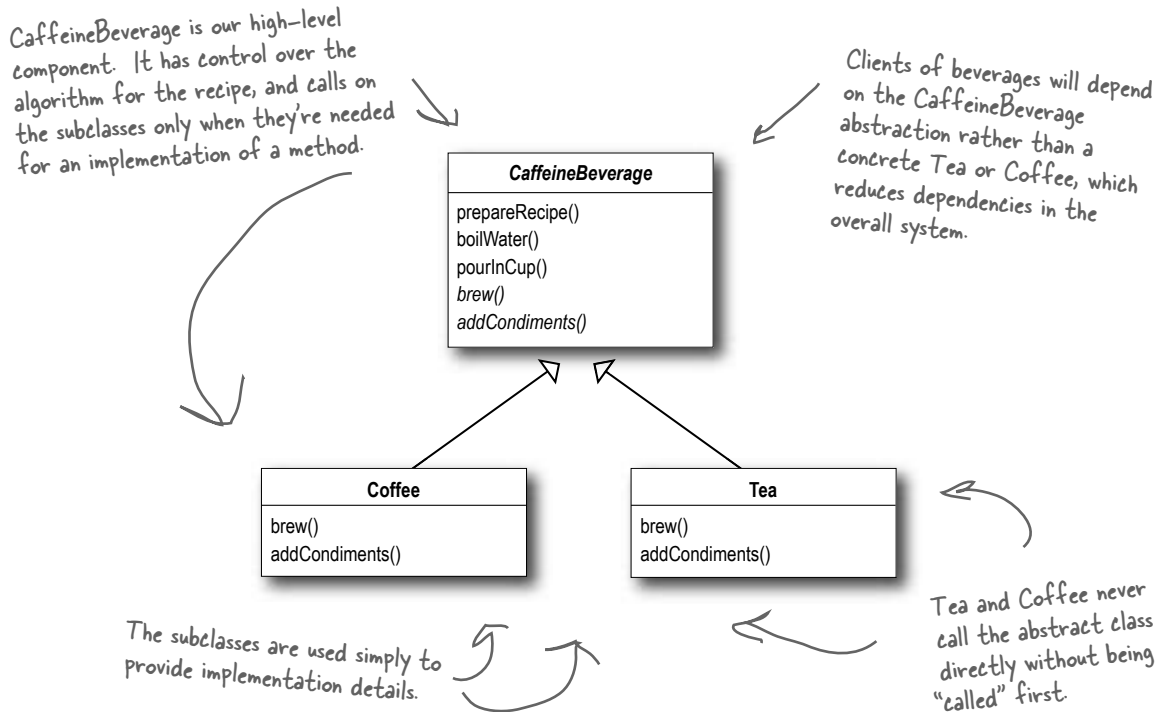 CaffeineBeverage is our high-level
component. It has control over the
algorithm for the recipe, and calls on
the subclasses only when they're needed
for an implementation of a method.
Clients of beverages will depend
on the CaffeineBeverage
abstraction rather than a
concrete Tea or Coffee, which
reduces dependencies in the
overall system.
CaffeineBeverage
prepareRecipe()
boilWater()
pourInCup()
brew()
addCondiments()
Coffee
brew()
addCondiments()
Tea
brew()
addCondiments()
The subclasses are used simply to
provide implementation details.
Tea and Coffee never
call the abstract class
directly without being
“called” first.